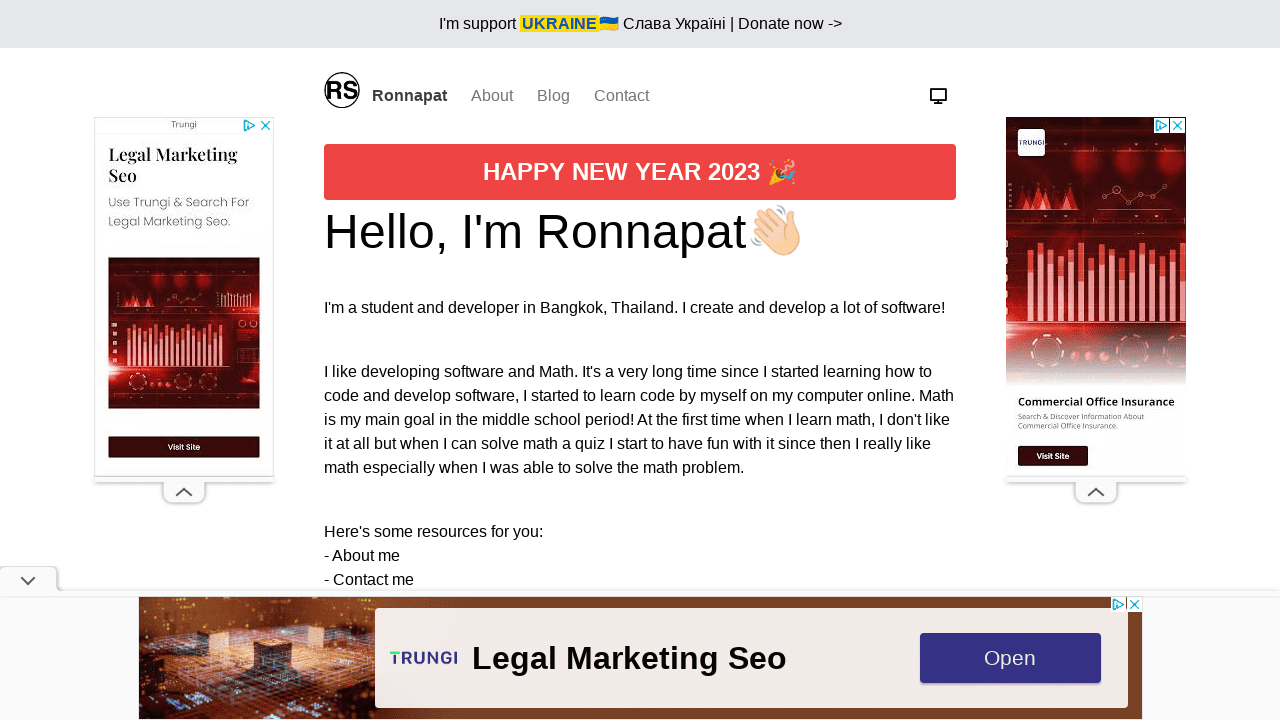 I'm support UKRAINE🇺🇦 Слава Україні | Donate now ->
RS Ronnapat About Blog Contact
HAPPY NEW YEAR 2023 🎉
Hello, I'm Ronnapat👋🏻
I'm a student and developer in Bangkok, Thailand. I create and develop a lot of software!
I like developing software and Math. It's a very long time since I started learning how to
code and develop software, I started to learn code by myself on my computer online. Math
is my main goal in the middle school period! At the first time when I learn math, I don't like
it at all but when I can solve math a quiz I start to have fun with it since then I really like
math especially when I was able to solve the math problem.
Here's some resources for you:
- About me
- Contact me
Trungi
Legal Marketing
Seo
Use Trungi & Search For
Legal Marketing Seo.
Visit Site
TRUNGI
Commercial Office Insurance
Search & Discover Information About
Commercial Office Insurance.
Visit Site
TRUNGI
Legal Marketing Seo
Open